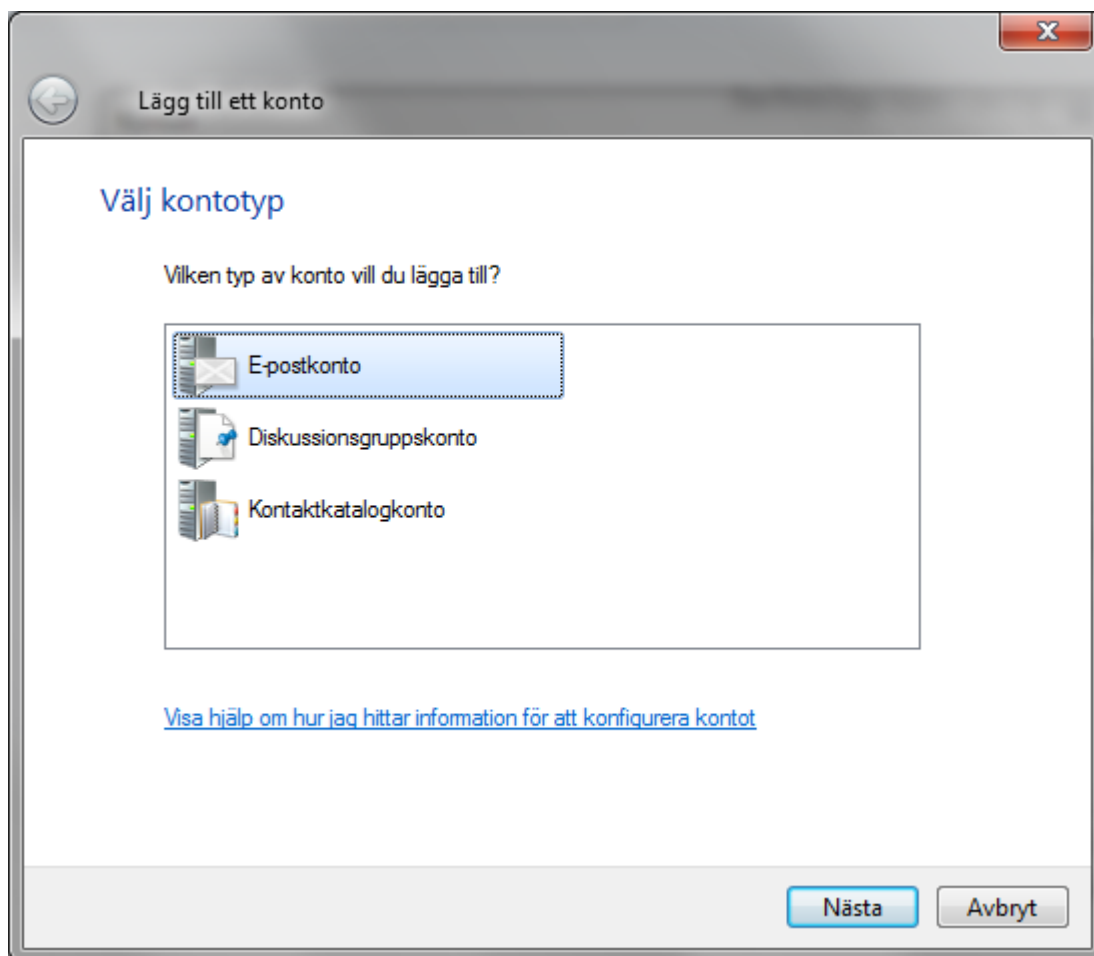 Lägg till ett konto
Välj kontotyp
Vilken typ av konto vill du lägga till?
E-postkonto
Diskussionsgruppskonto
Kontaktkatalogkonto
Visa hjälp om hur jag hittar information för att konfigurera kontot
Nästa
Avbryt